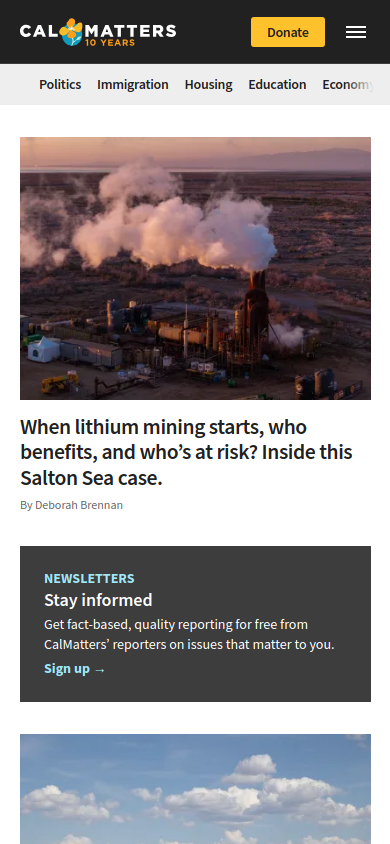 CALMATTERS
10 YEARS
Donate
Politics Immigration Housing Education Economy
When lithium mining starts, who
benefits, and who’s at risk? Inside this
Salton Sea case.
By Deborah Brennan
NEWSLETTERS
Stay informed
Get fact-based, quality reporting for free from
CalMatters’ reporters on issues that matter to you.
Sign up →